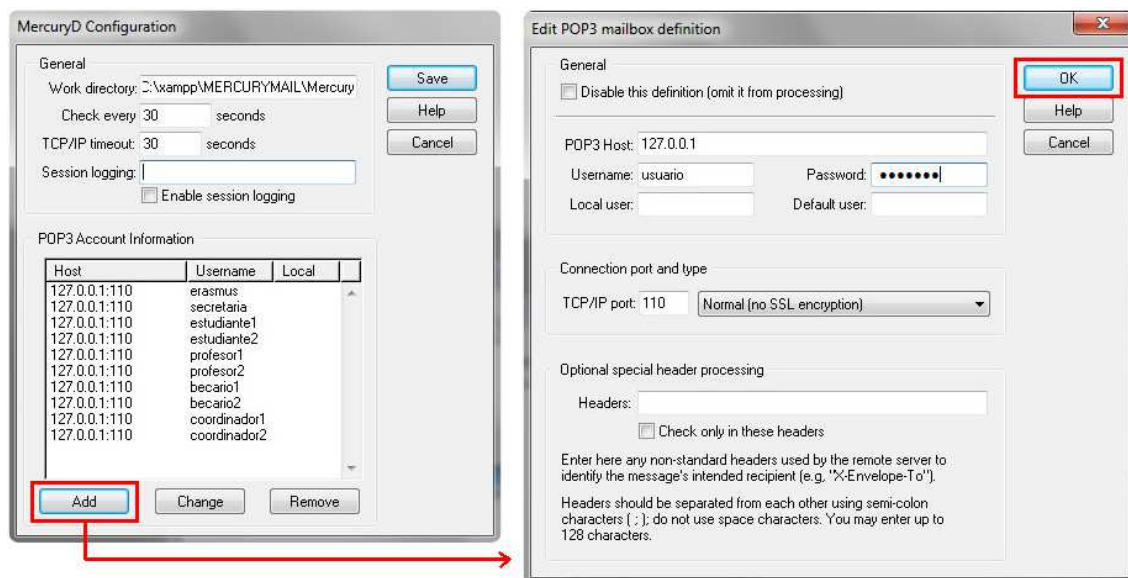 MercuryD Configuration
General
Work directory: C:\xampp\MERCURYMAIL\Mercury
Check every 30 seconds
TCP/IP timeout: 30 seconds
Session logging:
Enable session logging
Save
Help
Cancel
POP3 Account Information
Host Username Local
127.0.0.1:110 erasmus
127.0.0.1:110 secretaria
127.0.0.1:110 estudiante1
127.0.0.1:110 estudiante2
127.0.0.1:110 profesor1
127.0.0.1:110 profesor2
127.0.0.1:110 becario1
127.0.0.1:110 becario2
127.0.0.1:110 coordinador1
127.0.0.1:110 coordinador2
Add Change Remove
Edit POP3 mailbox definition
General
Disable this definition (omit it from processing)
POP3 Host: 127.0.0.1
Username: usuario Password: •••••••
Local user: Default user:
OK
Help
Cancel
Connection port and type
TCP/IP port: 110 Normal (no SSL encryption)
Optional special header processing
Headers:
Check only in these headers
Enter here any non-standard headers used by the remote server to
identify the message's intended recipient (e.g, "X-Envelope-To").
Headers should be separated from each other using semi-colon
characters ( ; ); do not use space characters. You may enter up to
128 characters.